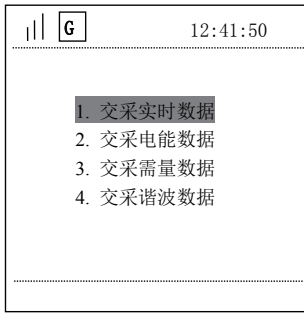 G 12:41:50
1. 交采实时数据
2. 交采电能数据
3. 交采需量数据
4. 交采谐波数据